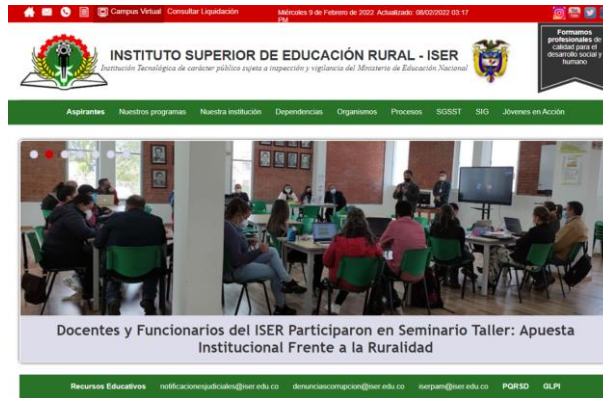 Campus Virtual Consultar Liquidación Miércoles 9 de Febrero de 2022 Actualizado: 08/02/2022 03:17
PM
INSTITUTO SUPERIOR DE EDUCACIÓN RURAL - ISER
Institución Tecnológica de carácter público sujeta a inspección y vigilancia del Ministerio de Educación Nacional
Formamos
profesionales de
calidad para el
desarrollo social y
humano
Aspirantes Nuestros programas Nuestra institución Dependencias Organismos Procesos SGSST SIG Jóvenes en Acción
Docentes y Funcionarios del ISER Participaron en Seminario Taller: Apuesta
Institucional Frente a la Ruralidad
Recursos Educativos notificacionesjudiciales@iser.edu.co denunciascorrupcion@iser.edu.co iserpam@iser.edu.co PQRSD GLPI